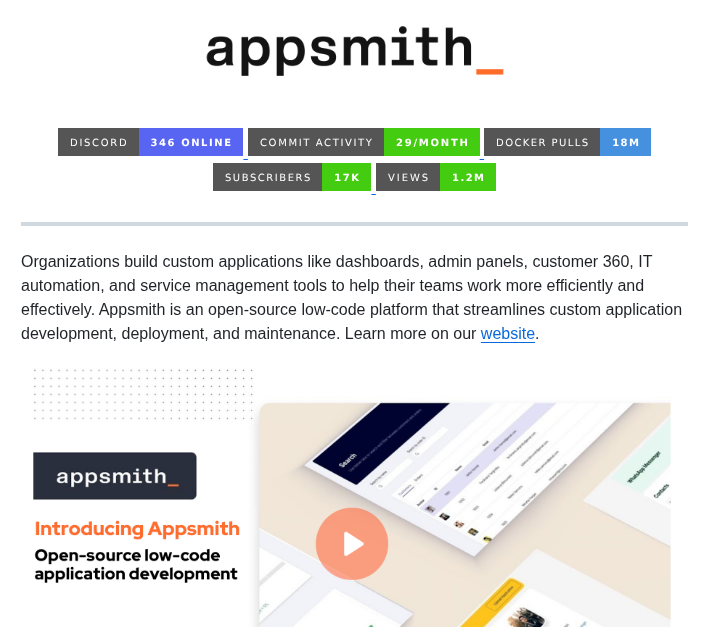 appsmith_
DISCORD 346 ONLINE COMMIT ACTIVITY 29/MONTH DOCKER PULLS 18M
SUBSCRIBERS 17K VIEWS 1.2M
Organizations build custom applications like dashboards, admin panels, customer 360, IT
automation, and service management tools to help their teams work more efficiently and
effectively. Appsmith is an open-source low-code platform that streamlines custom application
development, deployment, and maintenance. Learn more on our website.
appsmith_
Introducing Appsmith
Open-source low-code
application development
Search
WhatsApp Messenger
Contacts